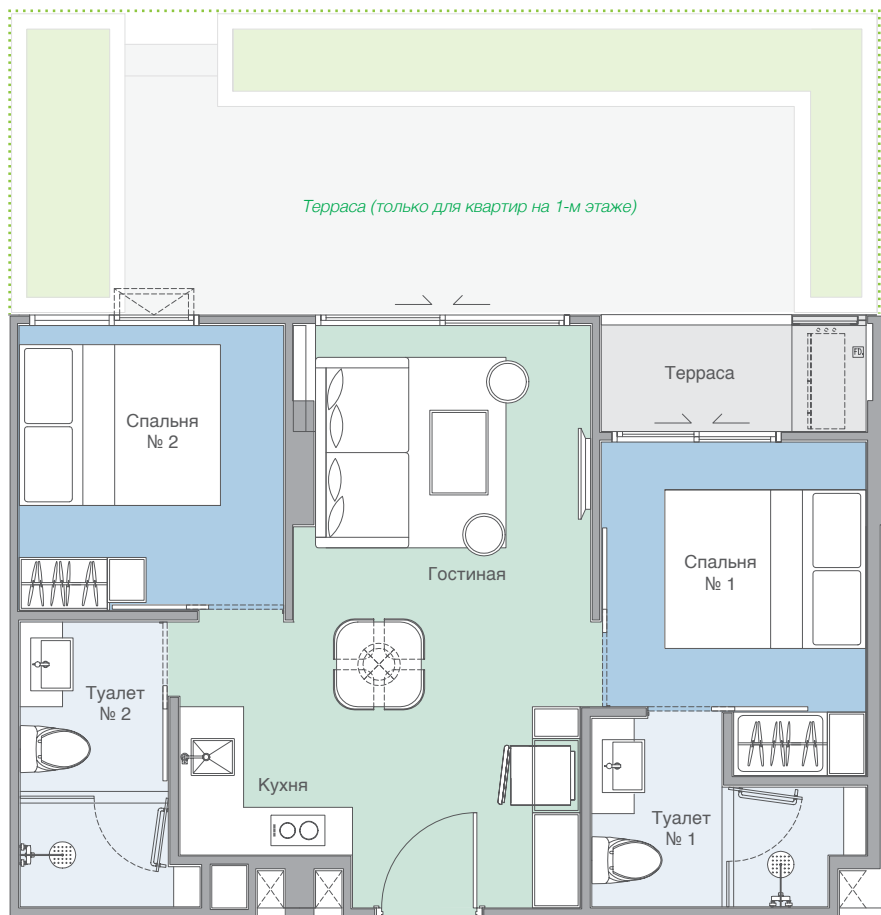 Терраса (только для квартир на 1-м этаже)
Терраса
FD.
Спальня
№ 2
Спальня
№ 1
Гостиная
Туалет
№ 2
Кухня
Туалет
№ 1